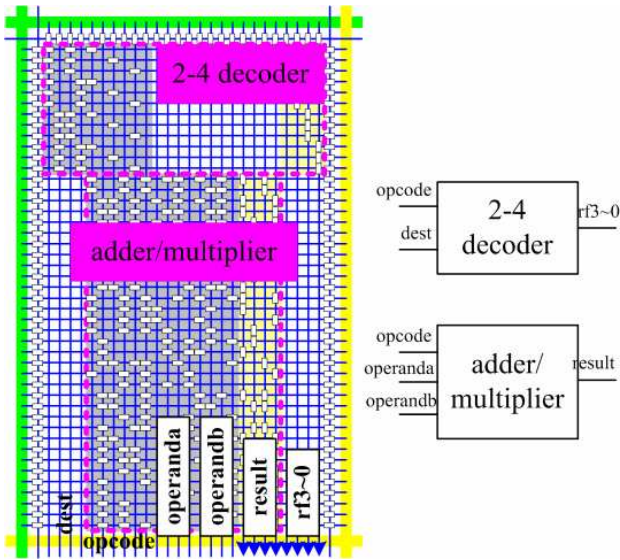 2-4 decoder
adder/multiplier
dest
opcode
operanda
operandb
result
rf3~0
opcode
dest
2-4
decoder
rf3~0
opcode
operanda
operandb
adder/
multiplier
result